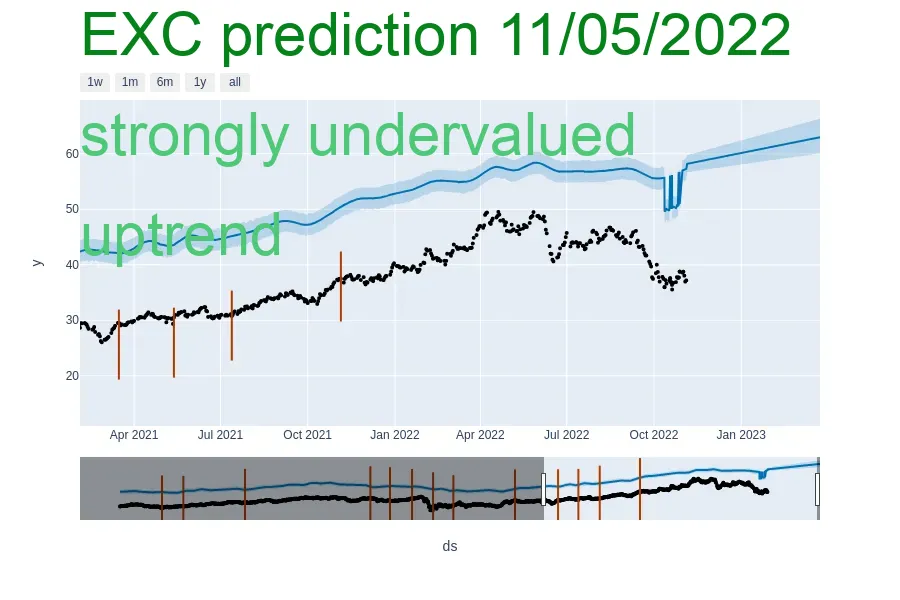 EXC prediction 11/05/2022
1w 1m 6m 1y all
strongly undervalued
uptrend
60
50
40
30
20
y
Apr 2021 Jul 2021 Oct 2021 Jan 2022 Apr 2022 Jul 2022 Oct 2022 Jan 2023
ds